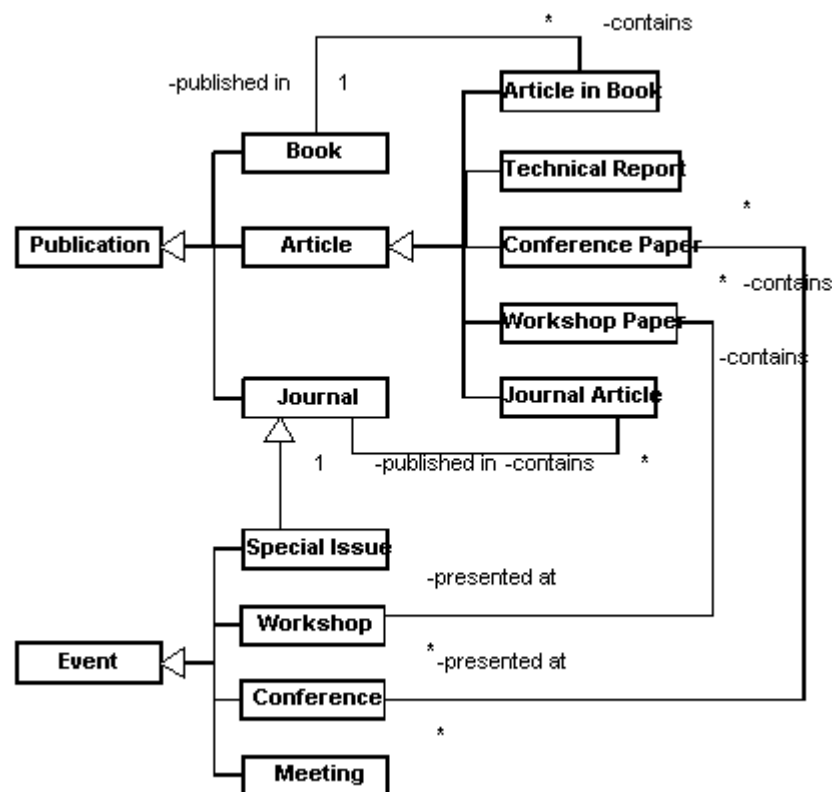 * -contains
-published in 1 Article in Book
Book
Technical Report
*
Publication Article Conference Paper
* -contains
Workshop Paper
-contains
Journal Journal Article
1 -published in -contains *
Special Issue
-presented at
Workshop
*
-presented at
Event
Conference
*
Meeting